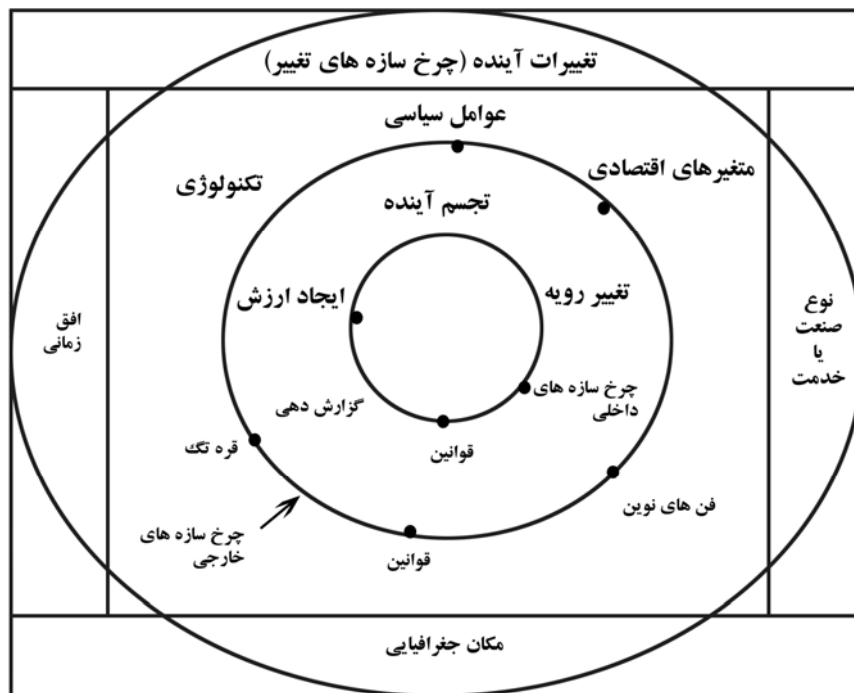 تغییرات آینده (چرخ سازه های تغییر)
عوامل سیاسی
متغیرهای اقتصادی
تکنولوژی
تجسم آینده
تغییر رویه
ایجاد ارزش
نوع
صنعت
یا
خدمت
افق
زمانی
چرخ سازه های
داخلی
گزارش دهی
قوانین
قره تگ
فن های نوین
چرخ سازه های
خارجی
قوانین
مکان جغرافیایی